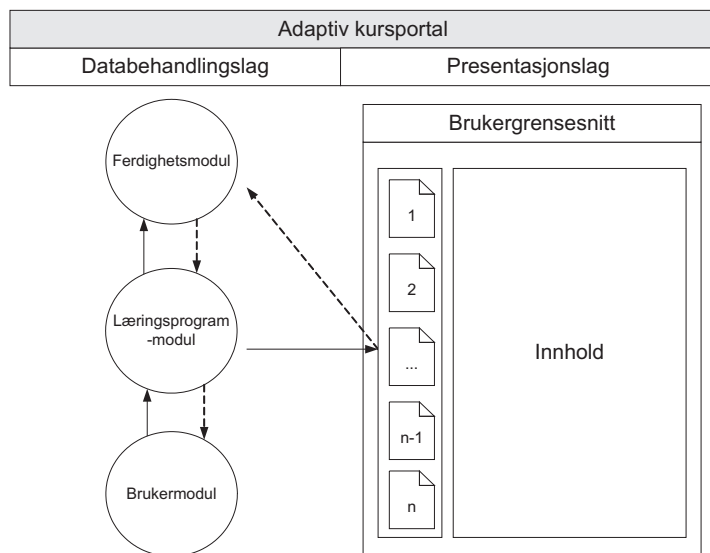 Adaptiv kursportal
Databehandlingslag
Presentasjonslag
Ferdighetsmodul
Læringsprogram
-modul
Brukermodul
Brukergrensesnitt
1
2
...
n-1
n
Innhold